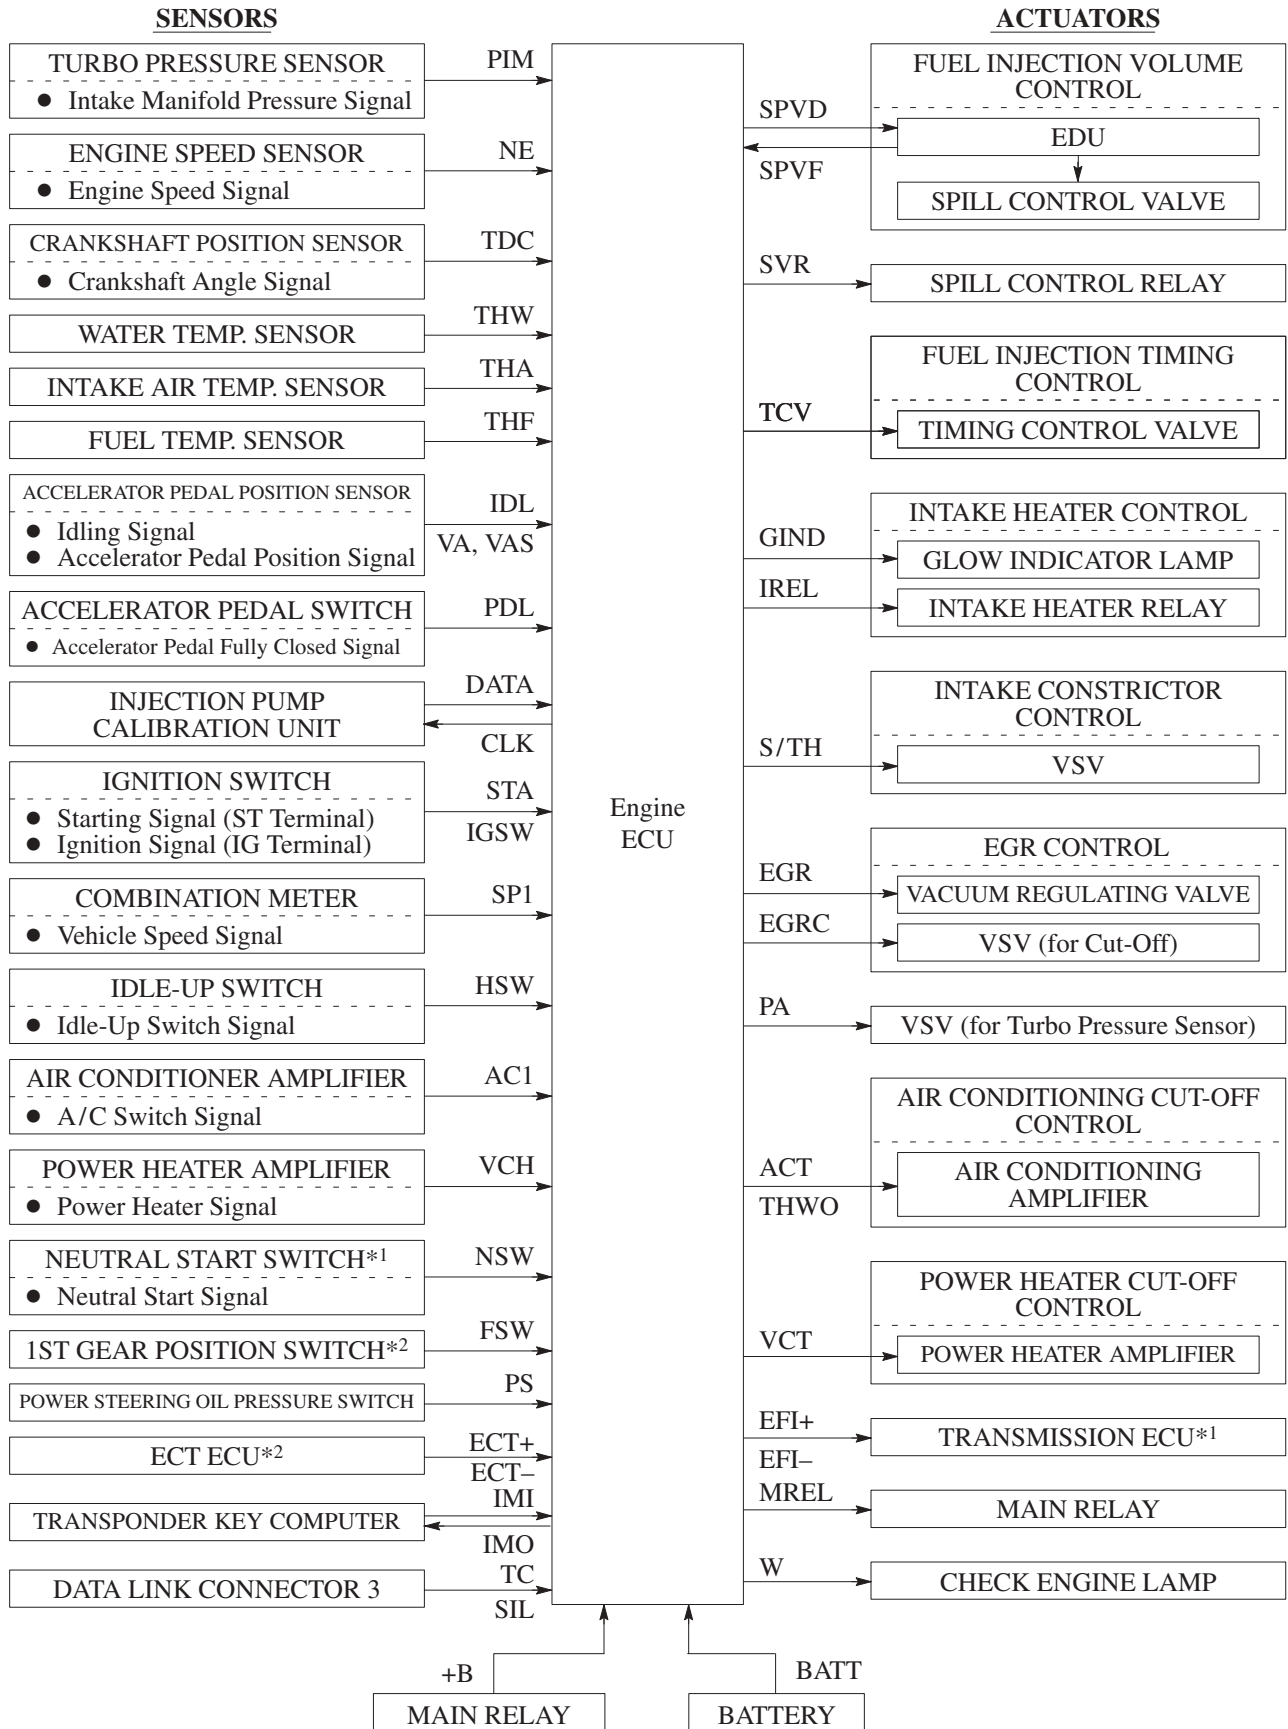 SENSORS
TURBO PRESSURE SENSOR
● Intake Manifold Pressure Signal
PIM
ENGINE SPEED SENSOR
● Engine Speed Signal
NE
CRANKSHAFT POSITION SENSOR
● Crankshaft Angle Signal
TDC
WATER TEMP. SENSOR
THW
INTAKE AIR TEMP. SENSOR
THA
FUEL TEMP. SENSOR
THF
ACCELERATOR PEDAL POSITION SENSOR
● Idling Signal
● Accelerator Pedal Position Signal
IDL
VA, VAS
ACCELERATOR PEDAL SWITCH
● Accelerator Pedal Fully Closed Signal
PDL
INJECTION PUMP
CALIBRATION UNIT
DATA
CLK
IGNITION SWITCH
● Starting Signal (ST Terminal)
● Ignition Signal (IG Terminal)
STA
IGSW
COMBINATION METER
● Vehicle Speed Signal
SP1
IDLE-UP SWITCH
● Idle-Up Switch Signal
HSW
AIR CONDITIONER AMPLIFIER
● A/C Switch Signal
AC1
POWER HEATER AMPLIFIER
● Power Heater Signal
VCH
NEUTRAL START SWITCH*1
● Neutral Start Signal
NSW
1ST GEAR POSITION SWITCH*2
FSW
POWER STEERING OIL PRESSURE SWITCH
PS
ECT ECU*2
ECT+
ECT–
TRANSPONDER KEY COMPUTER
IMI
IMO
DATA LINK CONNECTOR 3
TC
SIL
Engine
ECU
+B
MAIN RELAY
BATT
BATTERY
ACTUATORS
FUEL INJECTION VOLUME
CONTROL
SPVD
EDU
SPVF
SPILL CONTROL VALVE
SVR
SPILL CONTROL RELAY
FUEL INJECTION TIMING
CONTROL
TCV
TIMING CONTROL VALVE
INTAKE HEATER CONTROL
GIND
GLOW INDICATOR LAMP
IREL
INTAKE HEATER RELAY
INTAKE CONSTRICTOR
CONTROL
S/TH
VSV
EGR CONTROL
EGR
VACUUM REGULATING VALVE
EGRC
VSV (for Cut-Off)
PA
VSV (for Turbo Pressure Sensor)
AIR CONDITIONING CUT-OFF
CONTROL
ACT
THWO
AIR CONDITIONING
AMPLIFIER
POWER HEATER CUT-OFF
CONTROL
VCT
POWER HEATER AMPLIFIER
EFI+
EFI–
TRANSMISSION ECU*1
MREL
MAIN RELAY
W
CHECK ENGINE LAMP